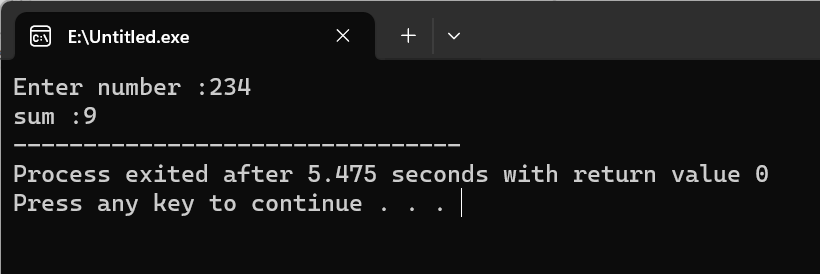 E:\Untitled.exe
Enter number :234
sum :9
--------------------------------
Process exited after 5.475 seconds with return value 0
Press any key to continue . . .